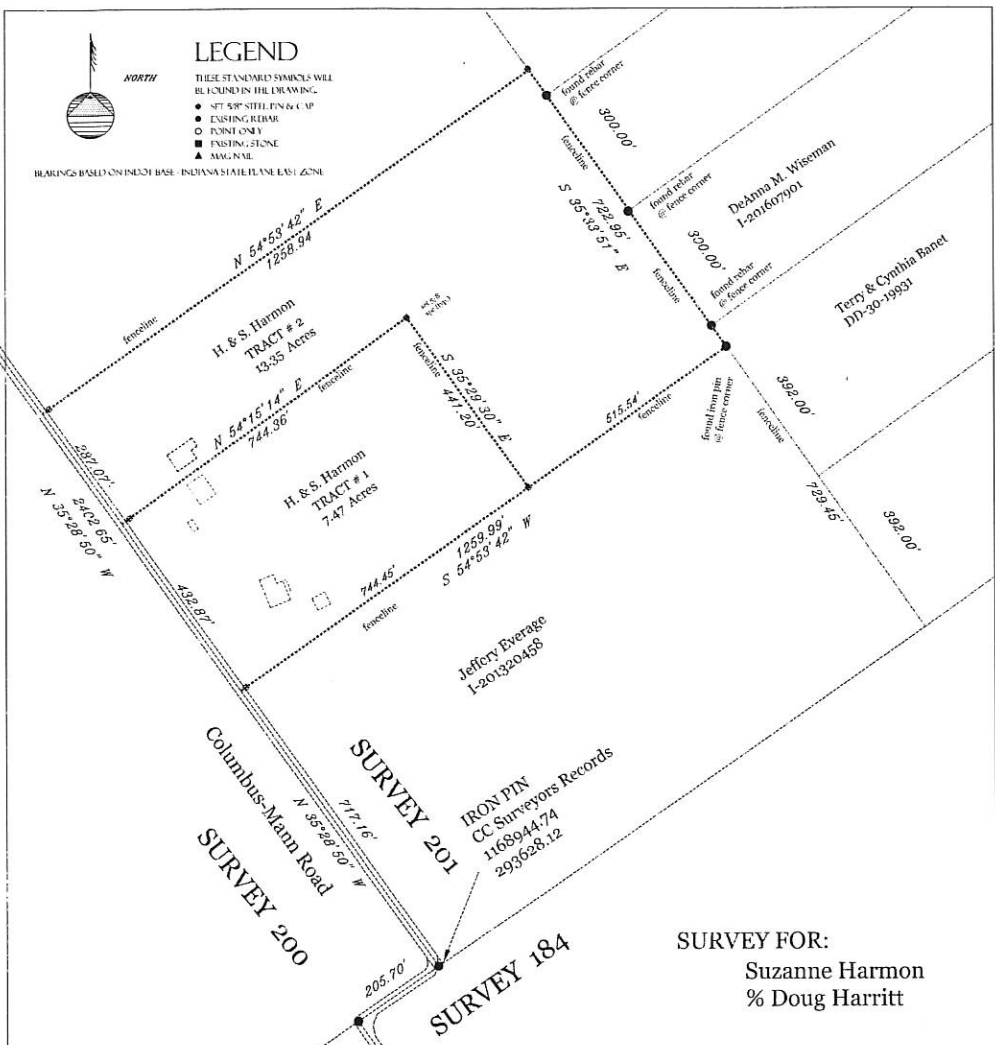 LEGEND
NORTH
THESE STANDARD SYMBOLS WILL
BE FOUND IN THE DRAWING.
SET 5/8" STEEL PIN & CAP
EXISTING REBAR
POINT ONLY
EXISTING STONE
MAG NAIL
BEARINGS BASED ON INDOT BASE - INDIANA STATE PLANE EAST ZONE
found rebar
@ fence corner
300.00'
fenceline
N 54°53'42" E
1258.94
fenceline
S 35°33'51" E
722.95'
found rebar
@ fence corner
DeAnna M. Wiseman
I-201607901
300.00'
fenceline
found rebar
@ fence corner
Terry & Cynthia Banet
DD-30-19931
H. & S. Harmon
TRACT # 2
13.35 Acres
N 54°15'14" E
744.36'
fenceline
S 35°29'30" E
441.20'
fenceline
515.54'
fenceline
found iron pin
@ fence corner
392.00'
fenceline
729.45'
392.00'
287.07'
2402.65'
N 35°28'50" W
H. & S. Harmon
TRACT # 1
7.47 Acres
432.87'
1259.99'
S 54°53'42" W
744.45'
fenceline
Jeffery Everage
I-201320458
Columbus-Mann Road
717.16'
N 35°28'50" W
SURVEY 201
SURVEY 200
IRON PIN
CC Surveyors Records
1168944.74
293628.12
205.70'
SURVEY 184
SURVEY FOR:
Suzanne Harmon
% Doug Harritt